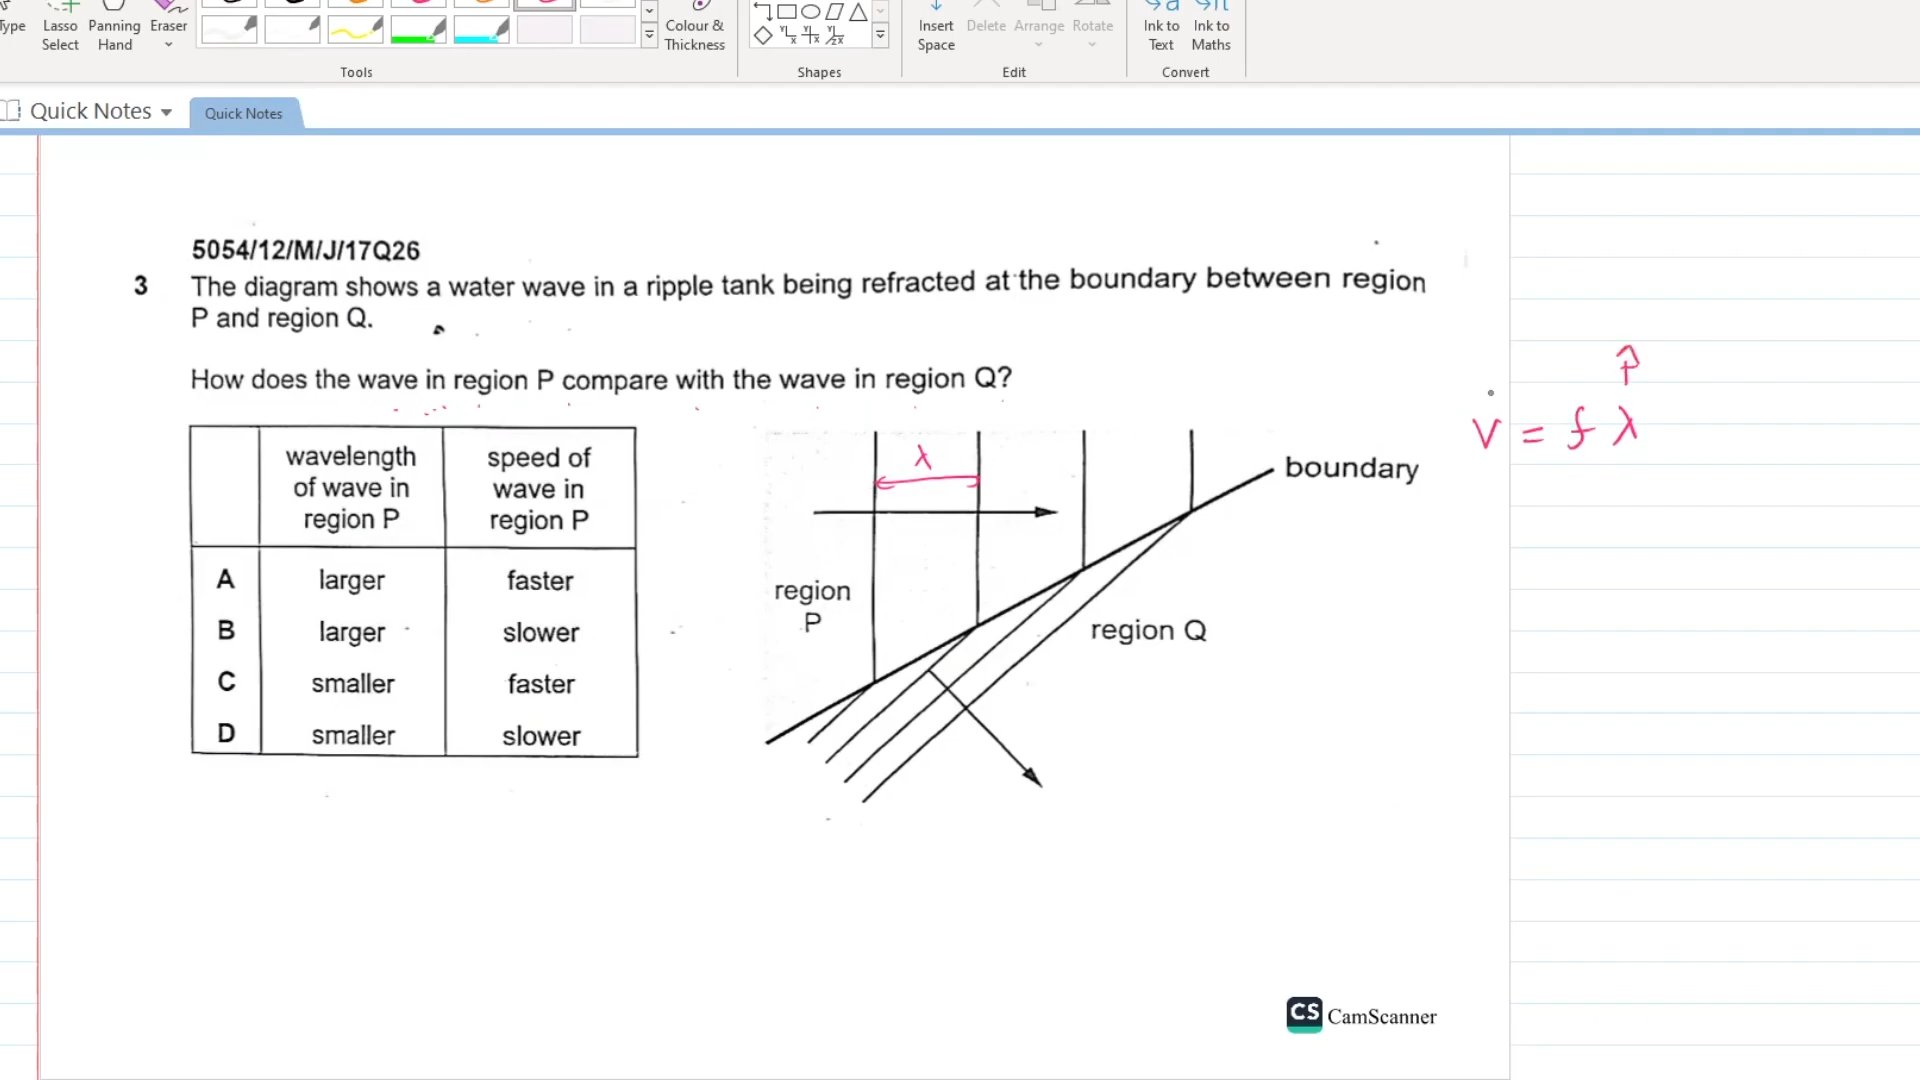 Type
Lasso Select
Panning Hand
Eraser
Colour & Thickness
Insert Space
Delete
Arrange
Rotate
Ink to Text
Ink to Maths
Tools
Shapes
Edit
Convert
Quick Notes
Quick Notes
5054/12/M/J/17Q26
3 The diagram shows a water wave in a ripple tank being refracted at the boundary between region
P and region Q.
How does the wave in region P compare with the wave in region Q?
wavelength of wave in region P
speed of wave in region P
A larger faster
B larger slower
C smaller faster
D smaller slower
λ
boundary
region P
region Q
V = f λ
CS CamScanner